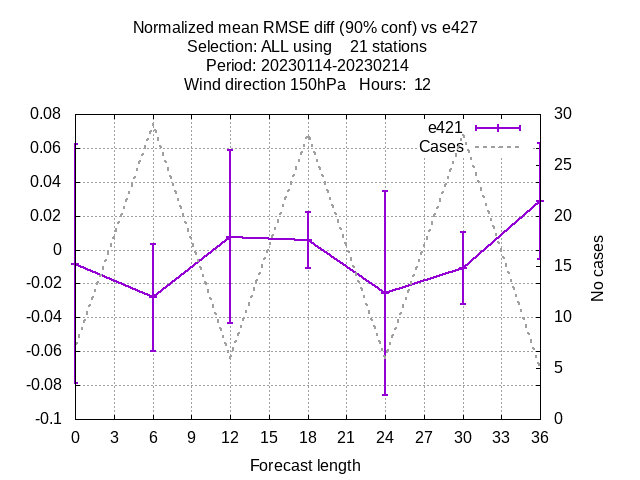 Normalized mean RMSE diff (90% conf) vs e427
Selection: ALL using    21 stations
Period: 20230114-20230214
Wind direction 150hPa   Hours:  12
e421
Cases
0.08
0.06
0.04
0.02
0
-0.02
-0.04
-0.06
-0.08
-0.1
30
25
20
15
10
5
0
No cases
0 3 6 9 12 15 18 21 24 27 30 33 36
Forecast length